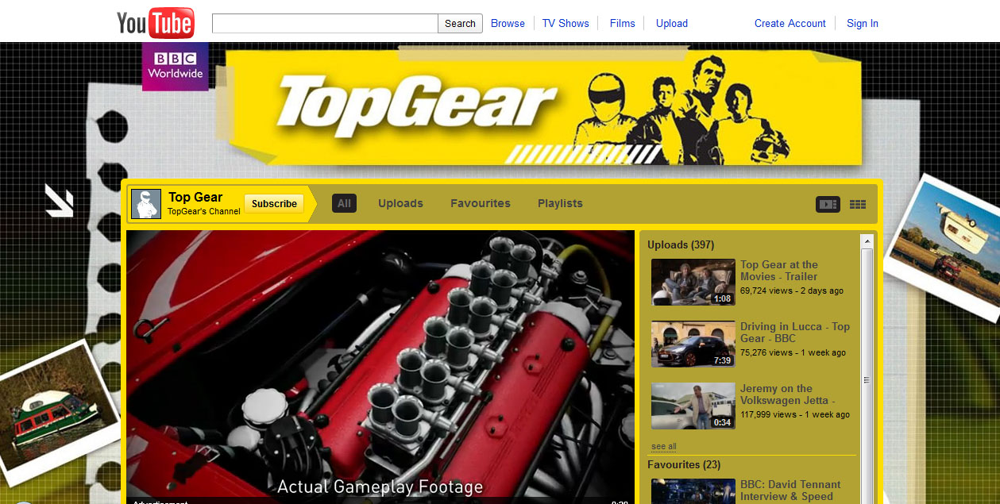 YouTube
Search
Browse
TV Shows
Films
Upload
Create Account
Sign In
BBC
Worldwide
TopGear
Top Gear
TopGear's Channel
Subscribe
All
Uploads
Favourites
Playlists
Actual Gameplay Footage
Advertisement
0:20
Uploads (397)
Top Gear at the
Movies - Trailer
69,724 views - 2 days ago
1:08
Driving in Lucca - Top
Gear - BBC
75,276 views - 1 week ago
7:39
Jeremy on the
Volkswagen Jetta -
117,999 views - 1 week ago
0:34
see all
Favourites (23)
BBC: David Tennant
Interview & Speed